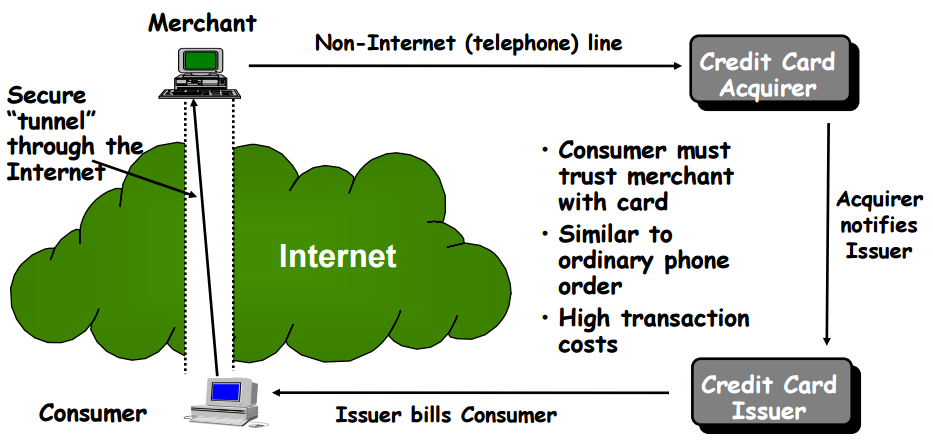 Merchant
Non-Internet (telephone) line
Credit Card
Acquirer
Secure
“tunnel”
through the
Internet
• Consumer must
trust merchant
with card
• Similar to
ordinary phone
order
• High transaction
costs
Acquirer
notifies
Issuer
Internet
Consumer
Issuer bills Consumer
Credit Card
Issuer